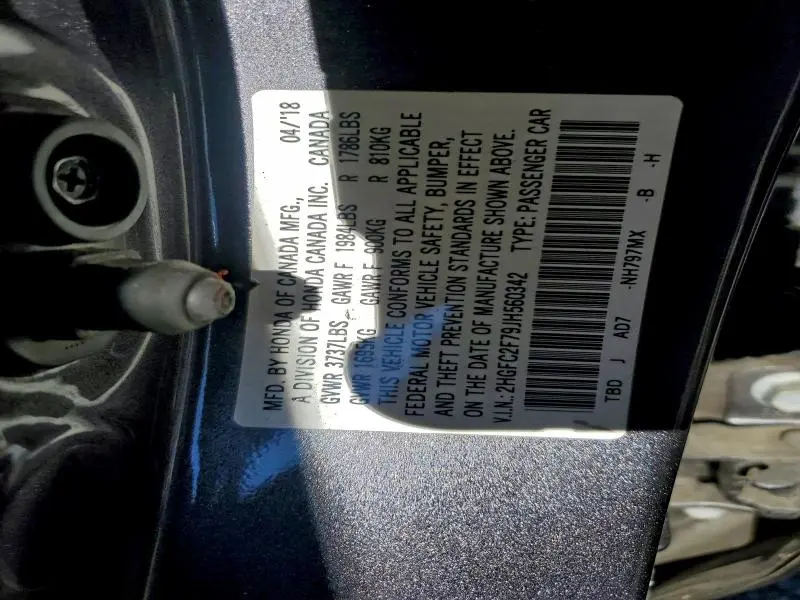 MFD. BY HONDA OF CANADA MFG., 04/'18
A DIVISION OF HONDA CANADA INC. CANADA
GVWR 3737LBS GAWR F 1984LBS R 1786LBS
GVWR 1695KG GAWR F 900KG R 810KG
THIS VEHICLE CONFORMS TO ALL APPLICABLE
FEDERAL MOTOR VEHICLE SAFETY, BUMPER,
AND THEFT PREVENTION STANDARDS IN EFFECT
ON THE DATE OF MANUFACTURE SHOWN ABOVE.
V.I.N.: 2HGFC2F79JH560342 TYPE: PASSENGER CAR
TBD J AD7 -NH797MX -B -H